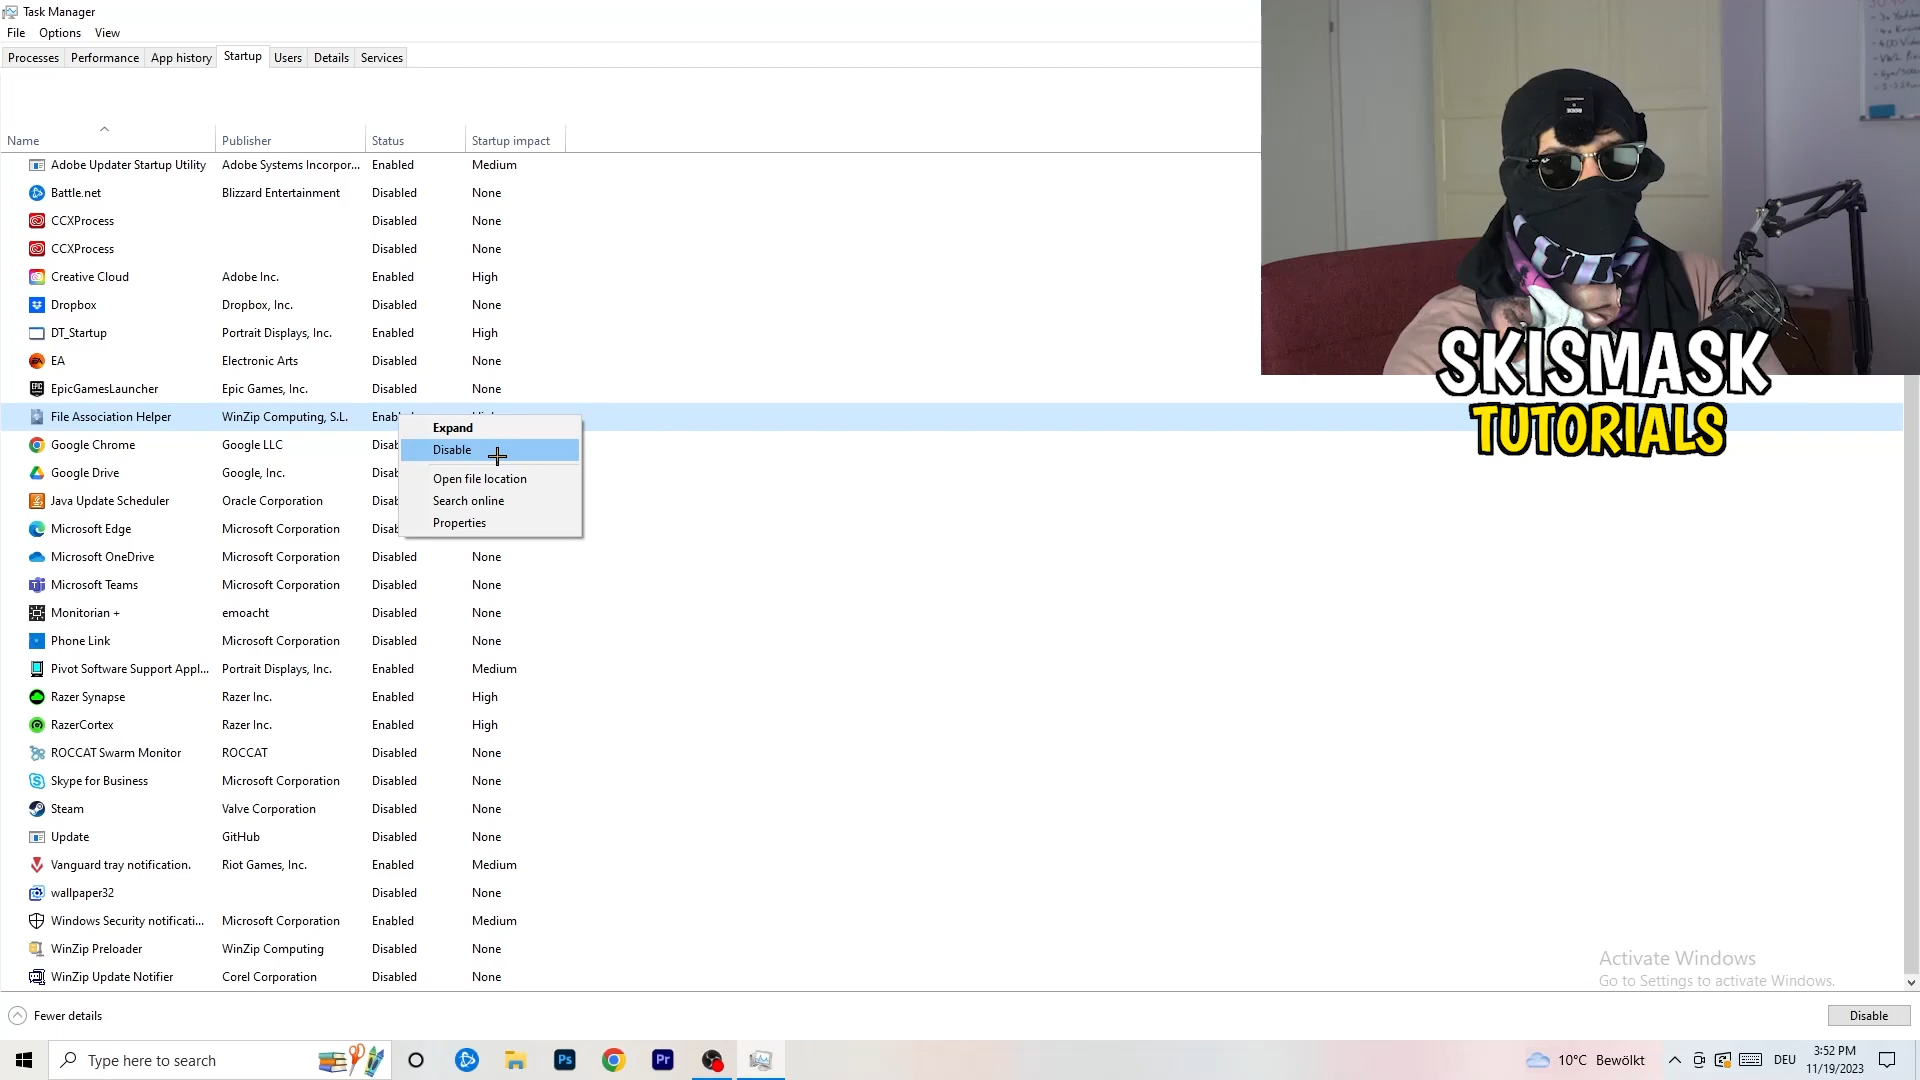 Task Manager
File Options View
Processes Performance App history Startup Users Details Services
Name Publisher Status Startup impact
Adobe Updater Startup Utility Adobe Systems Incorpor... Enabled Medium
Battle.net Blizzard Entertainment Disabled None
CCXProcess Disabled None
CCXProcess Disabled None
Creative Cloud Adobe Inc. Enabled High
Dropbox Dropbox, Inc. Disabled None
DT_Startup Portrait Displays, Inc. Enabled High
EA Electronic Arts Disabled None
EpicGamesLauncher Epic Games, Inc. Disabled None
File Association Helper WinZip Computing, S.L.
Google Chrome Google LLC
Google Drive Google, Inc.
Java Update Scheduler Oracle Corporation
Microsoft Edge Microsoft Corporation
Expand
Disable
Open file location
Search online
Properties
Microsoft OneDrive Microsoft Corporation Disabled None
Microsoft Teams Microsoft Corporation Disabled None
Monitorian + emoacht Disabled None
Phone Link Microsoft Corporation Disabled None
Pivot Software Support Appl... Portrait Displays, Inc. Enabled Medium
Razer Synapse Razer Inc. Enabled High
RazerCortex Razer Inc. Enabled High
ROCCAT Swarm Monitor ROCCAT Disabled None
Skype for Business Microsoft Corporation Disabled None
Steam Valve Corporation Disabled None
Update GitHub Disabled None
Vanguard tray notification. Riot Games, Inc. Enabled Medium
wallpaper32 Disabled None
Windows Security notificati... Microsoft Corporation Enabled Medium
WinZip Preloader WinZip Computing Disabled None
WinZip Update Notifier Corel Corporation Disabled None
SKISMASK
TUTORIALS
Activate Windows
Go to Settings to activate Windows.
Fewer details
Disable
Type here to search
Ps
Pr
10°C Bewölkt
DEU
3:52 PM
11/19/2023